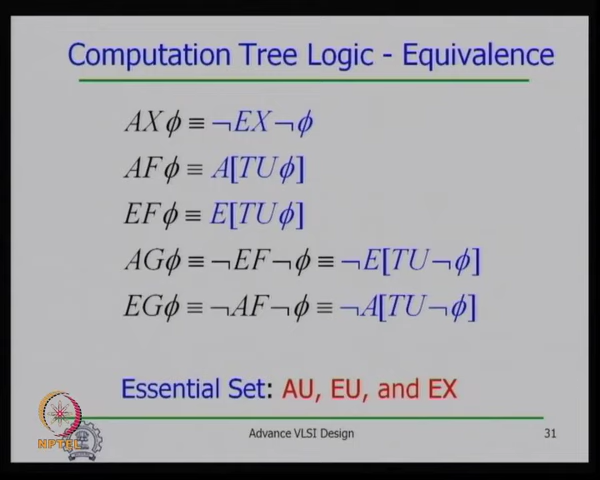 Computation Tree Logic - Equivalence
AXϕ ≡ ¬EX¬ϕ
AFϕ ≡ A[TUϕ]
EFϕ ≡ E[TUϕ]
AGϕ ≡ ¬EF¬ϕ ≡ ¬E[TU¬ϕ]
EGϕ ≡ ¬AF¬ϕ ≡ ¬A[TU¬ϕ]
Essential Set: AU, EU, and EX
NPTEL
Advance VLSI Design
31